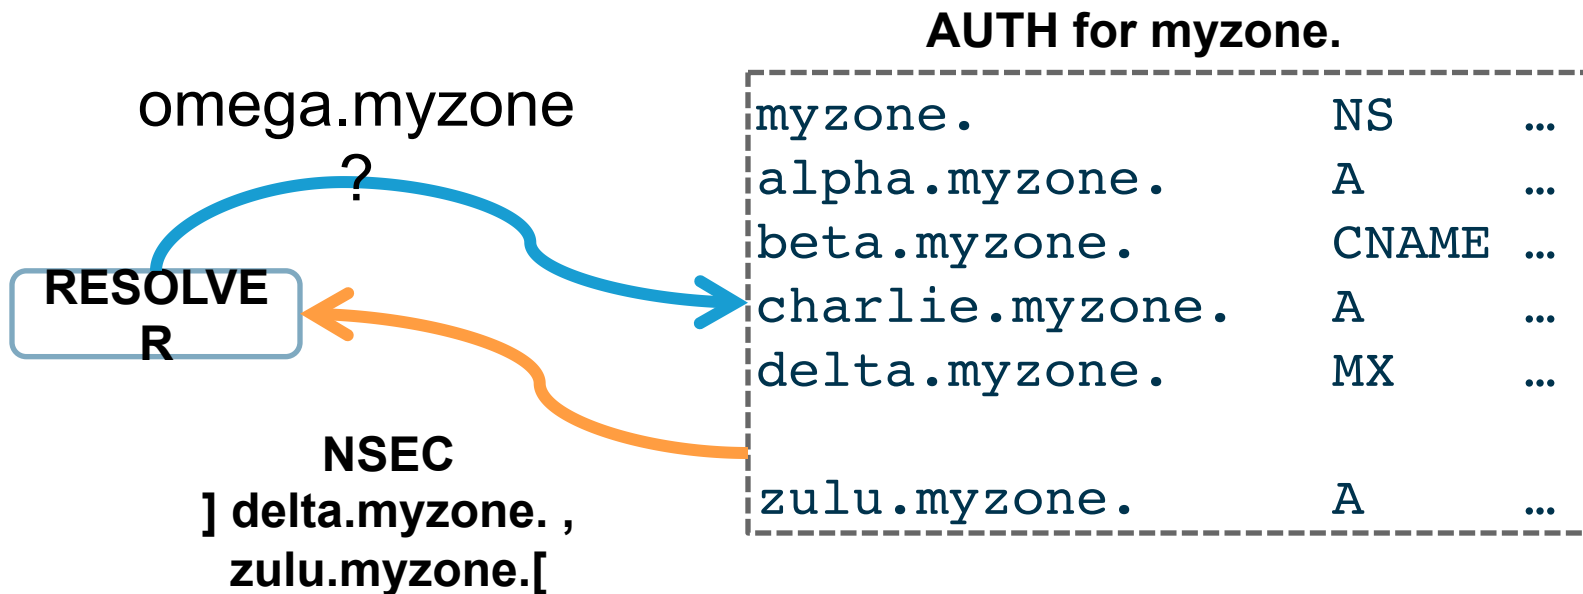 AUTH for myzone.
omega.myzone
?
RESOLVE
R
NSEC
] delta.myzone. ,
zulu.myzone.[
myzone. NS …
alpha.myzone. A …
beta.myzone. CNAME …
charlie.myzone. A …
delta.myzone. MX …
zulu.myzone. A …